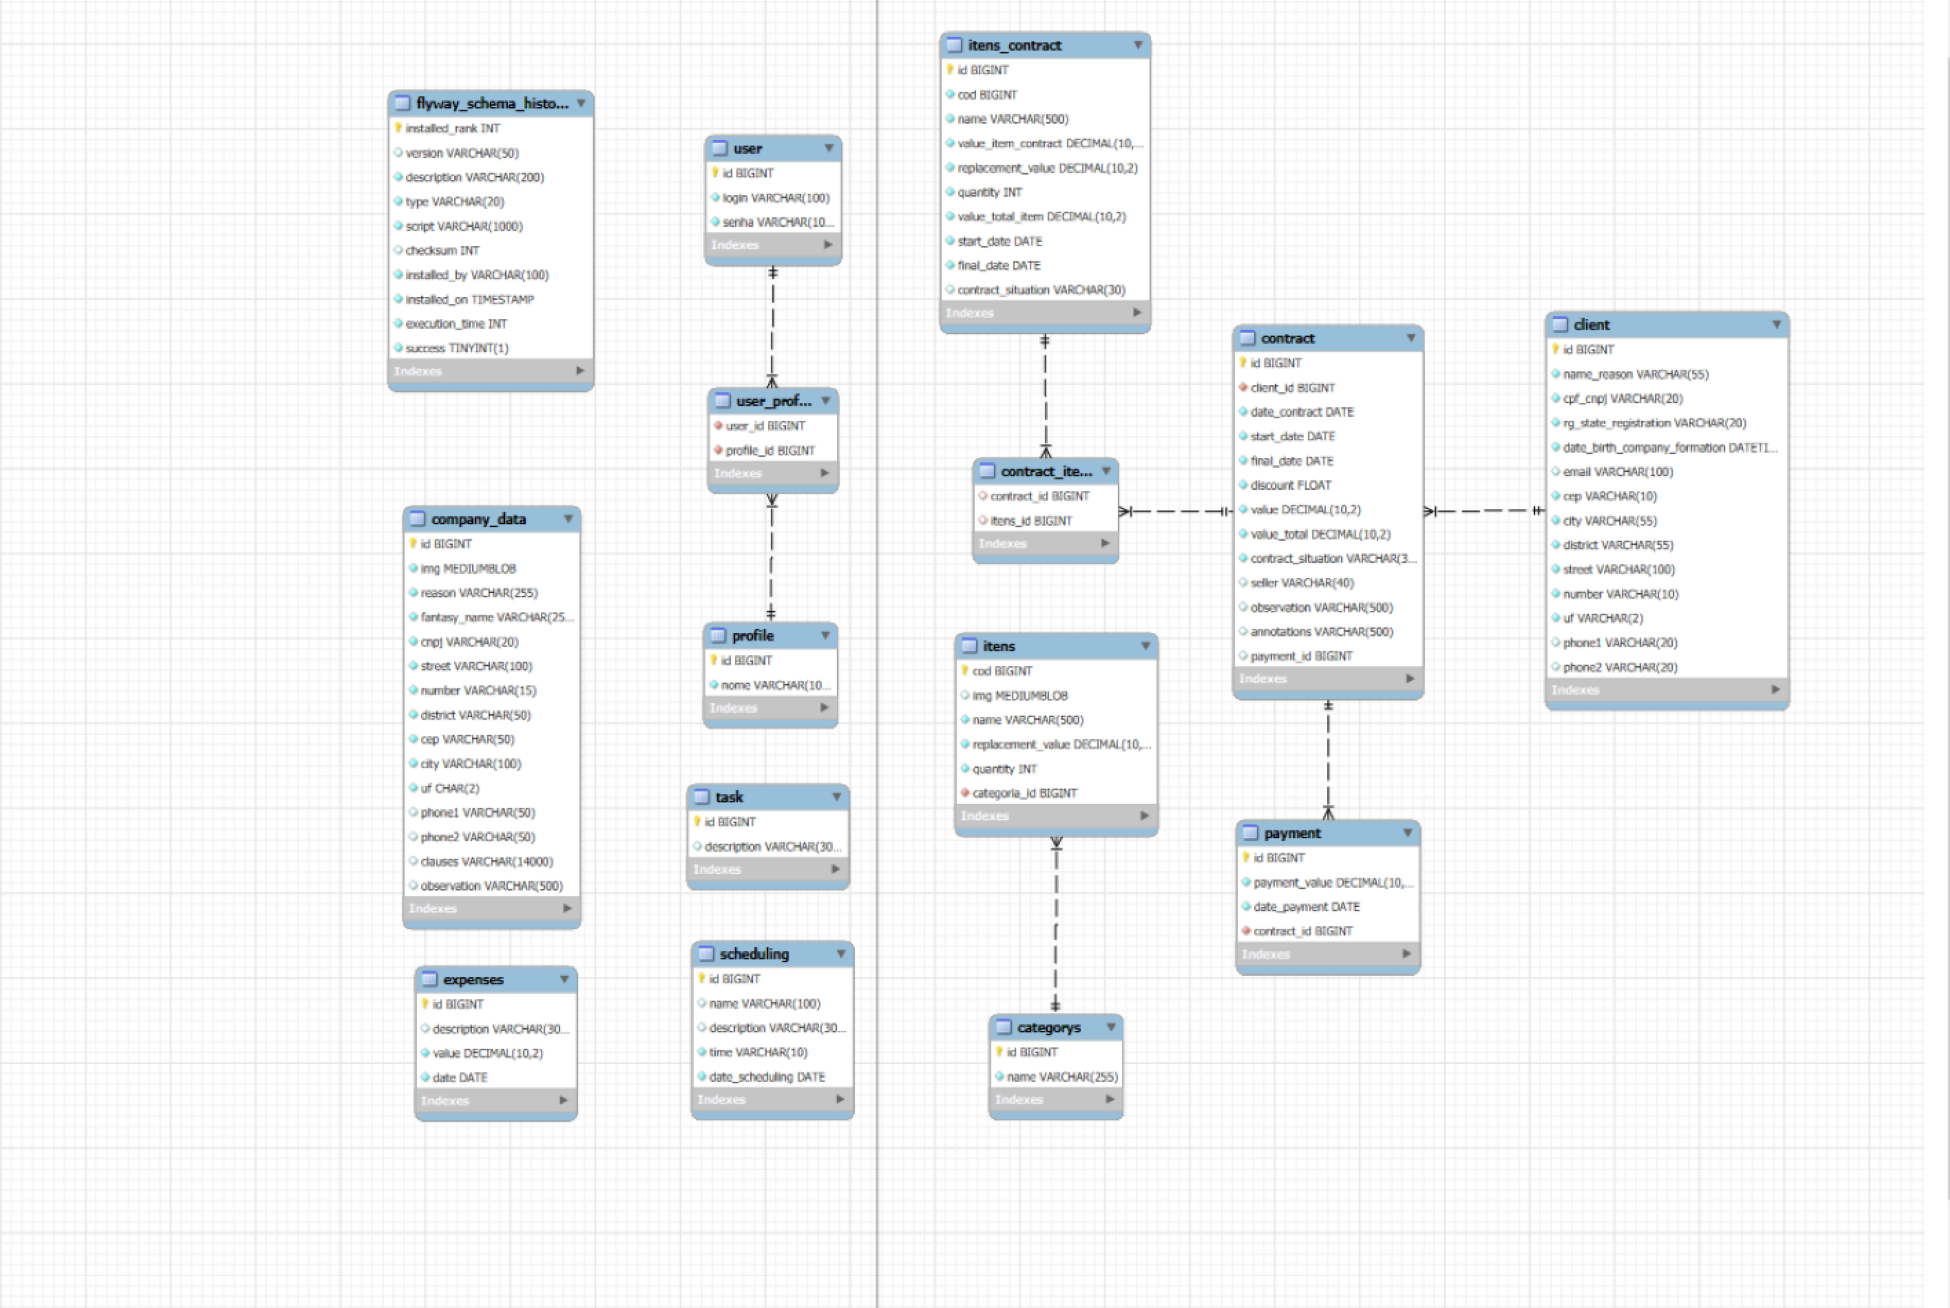 flyway_schema_histo...
installed_rank INT
version VARCHAR(50)
description VARCHAR(200)
type VARCHAR(20)
script VARCHAR(1000)
checksum INT
installed_by VARCHAR(100)
installed_on TIMESTAMP
execution_time INT
success TINYINT(1)
Indexes
company_data
id BIGINT
img MEDIUMBLOB
reason VARCHAR(255)
fantasy_name VARCHAR(25...
cnpj VARCHAR(20)
street VARCHAR(100)
number VARCHAR(15)
district VARCHAR(50)
cep VARCHAR(50)
city VARCHAR(100)
uf CHAR(2)
phone1 VARCHAR(50)
phone2 VARCHAR(50)
clauses VARCHAR(14000)
observation VARCHAR(500)
Indexes
expenses
id BIGINT
description VARCHAR(30...
value DECIMAL(10,2)
date DATE
Indexes
user
id BIGINT
login VARCHAR(100)
senha VARCHAR(10...
Indexes
user_prof...
user_id BIGINT
profile_id BIGINT
Indexes
profile
id BIGINT
nome VARCHAR(10...
Indexes
task
id BIGINT
description VARCHAR(30...
Indexes
scheduling
id BIGINT
name VARCHAR(100)
description VARCHAR(30...
time VARCHAR(10)
date_scheduling DATE
Indexes
itens_contract
id BIGINT
cod BIGINT
name VARCHAR(500)
value_item_contract DECIMAL(10,...
replacement_value DECIMAL(10,2)
quantity INT
value_total_item DECIMAL(10,2)
start_date DATE
final_date DATE
contract_situation VARCHAR(30)
Indexes
contract_ite...
contract_id BIGINT
itens_id BIGINT
Indexes
itens
cod BIGINT
img MEDIUMBLOB
name VARCHAR(500)
replacement_value DECIMAL(10,...
quantity INT
categoria_id BIGINT
Indexes
categorys
id BIGINT
name VARCHAR(255)
Indexes
contract
id BIGINT
client_id BIGINT
date_contract DATE
start_date DATE
final_date DATE
discount FLOAT
value DECIMAL(10,2)
value_total DECIMAL(10,2)
contract_situation VARCHAR(3...
seller VARCHAR(40)
observation VARCHAR(500)
annotations VARCHAR(500)
payment_id BIGINT
Indexes
payment
id BIGINT
payment_value DECIMAL(10,...
date_payment DATE
contract_id BIGINT
Indexes
client
id BIGINT
name_reason VARCHAR(55)
cpf_cnpj VARCHAR(20)
rg_state_registration VARCHAR(20)
date_birth_company_formation DATETI...
email VARCHAR(100)
cep VARCHAR(10)
city VARCHAR(55)
district VARCHAR(55)
street VARCHAR(100)
number VARCHAR(10)
uf VARCHAR(2)
phone1 VARCHAR(20)
phone2 VARCHAR(20)
Indexes